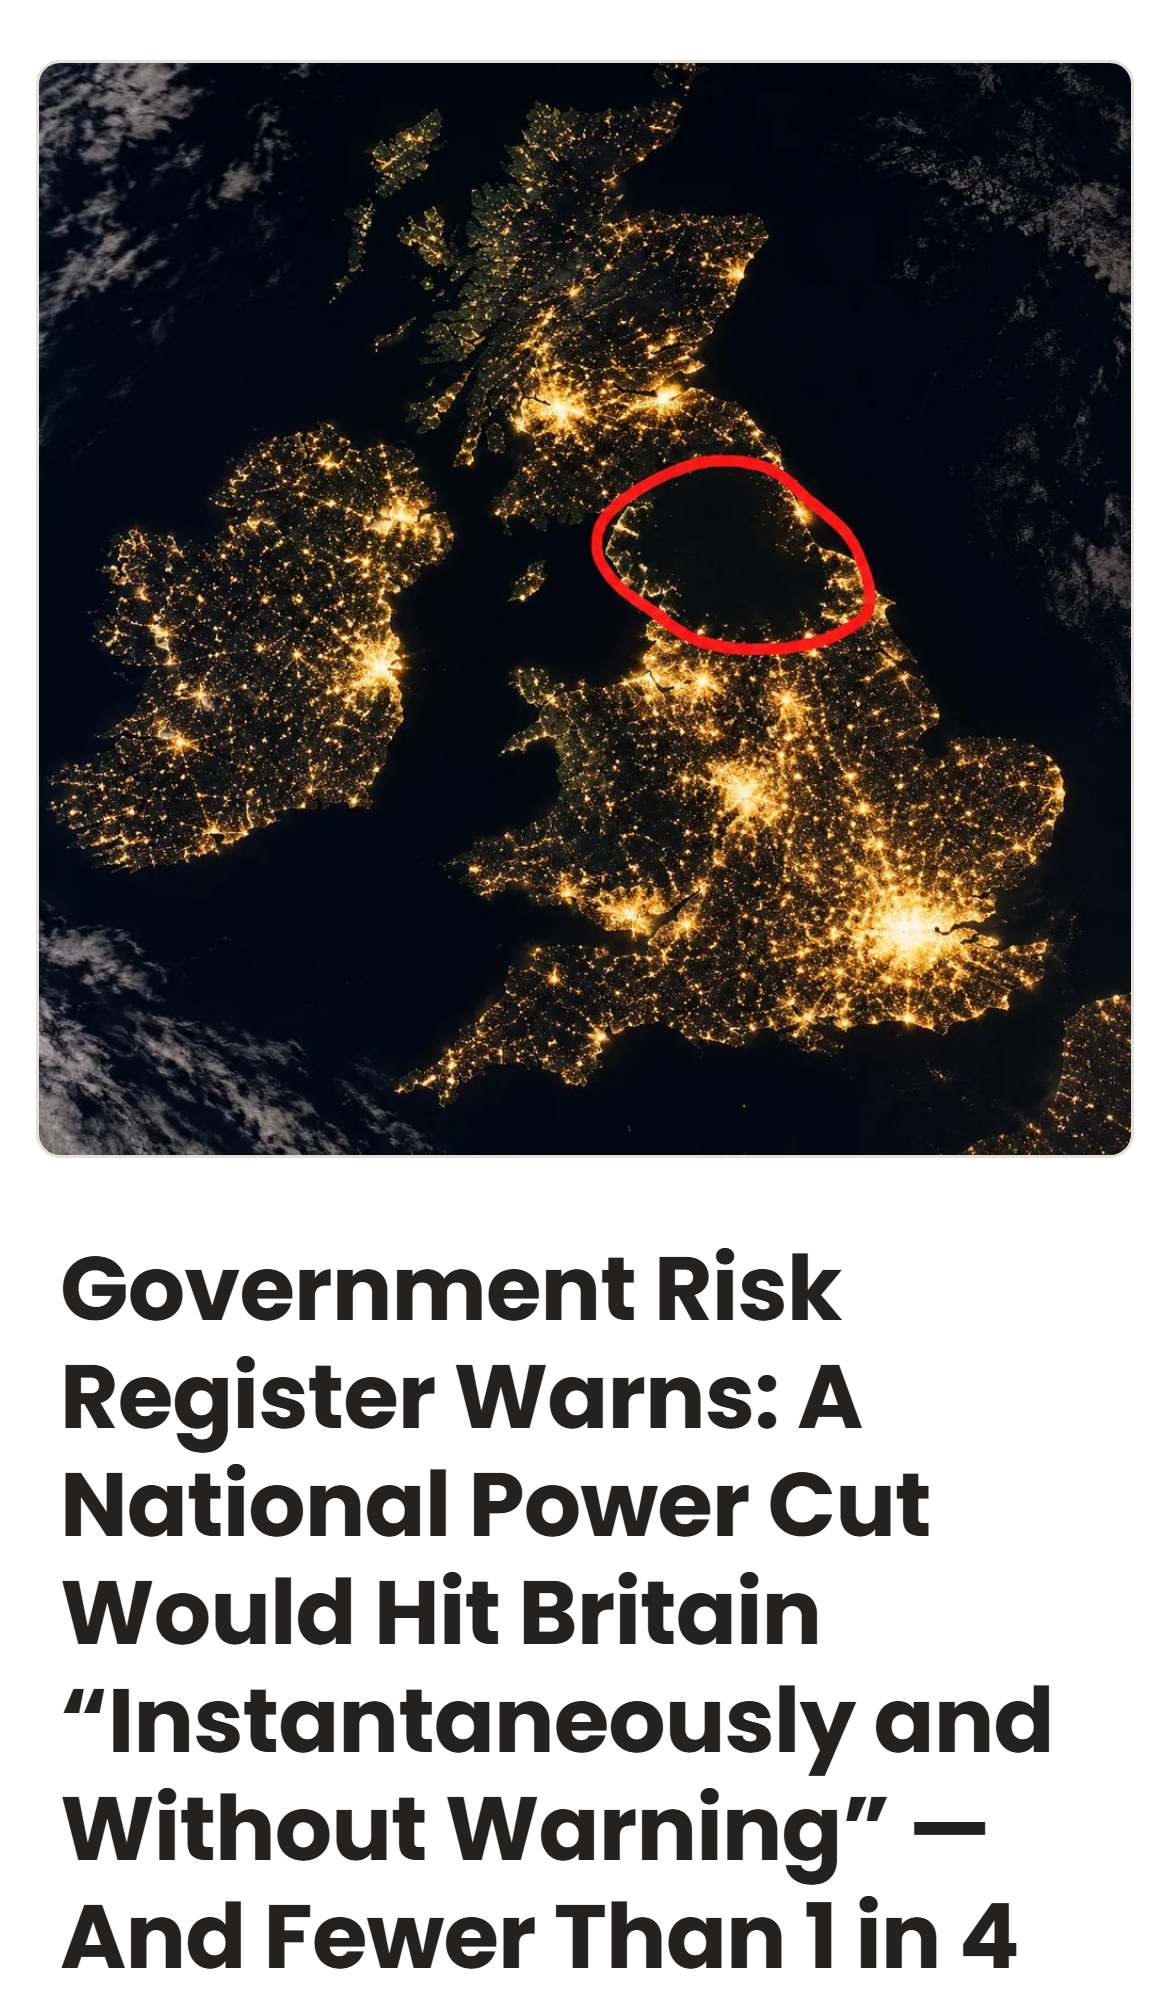 Government Risk
Register Warns: A
National Power Cut
Would Hit Britain
“Instantaneously and
Without Warning” —
And Fewer Than 1 in 4